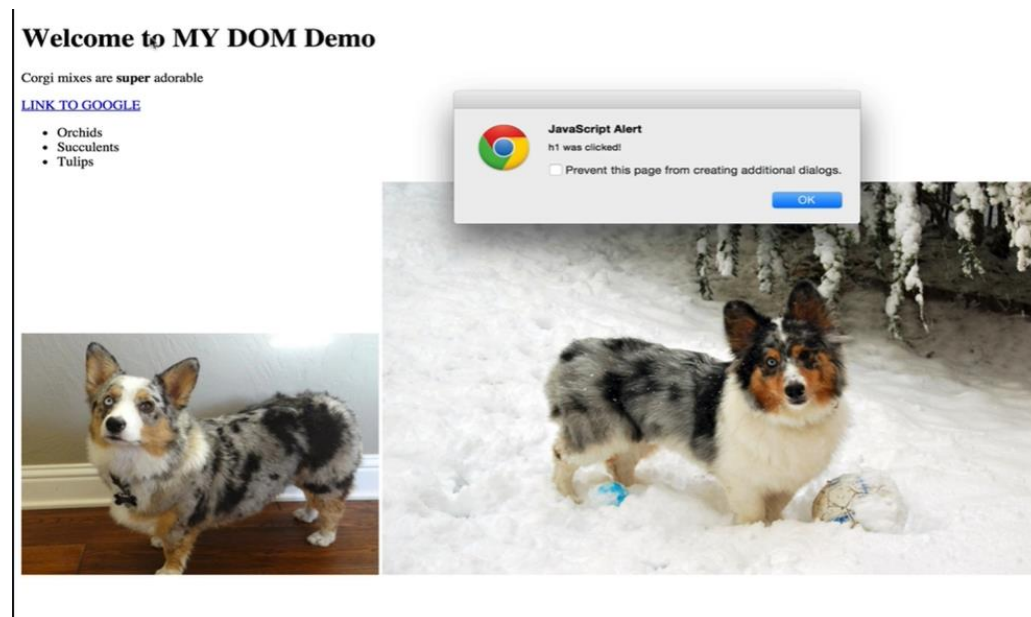 Welcome to MY DOM Demo
Corgi mixes are super adorable
LINK TO GOOGLE
Orchids
Succulents
Tulips
JavaScript Alert
h1 was clicked!
Prevent this page from creating additional dialogs.
OK